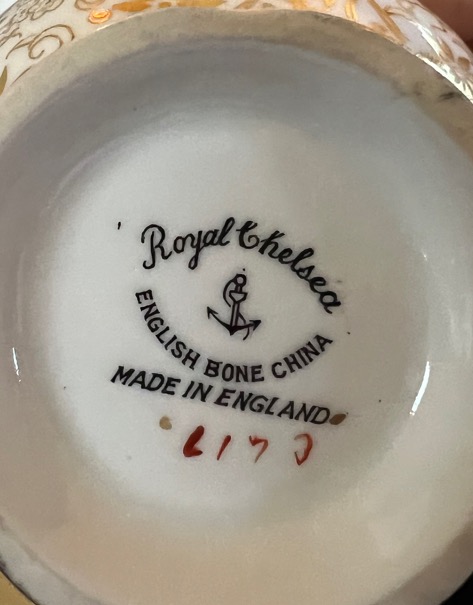 Royal Chelsea
ENGLISH BONE CHINA
MADE IN ENGLAND